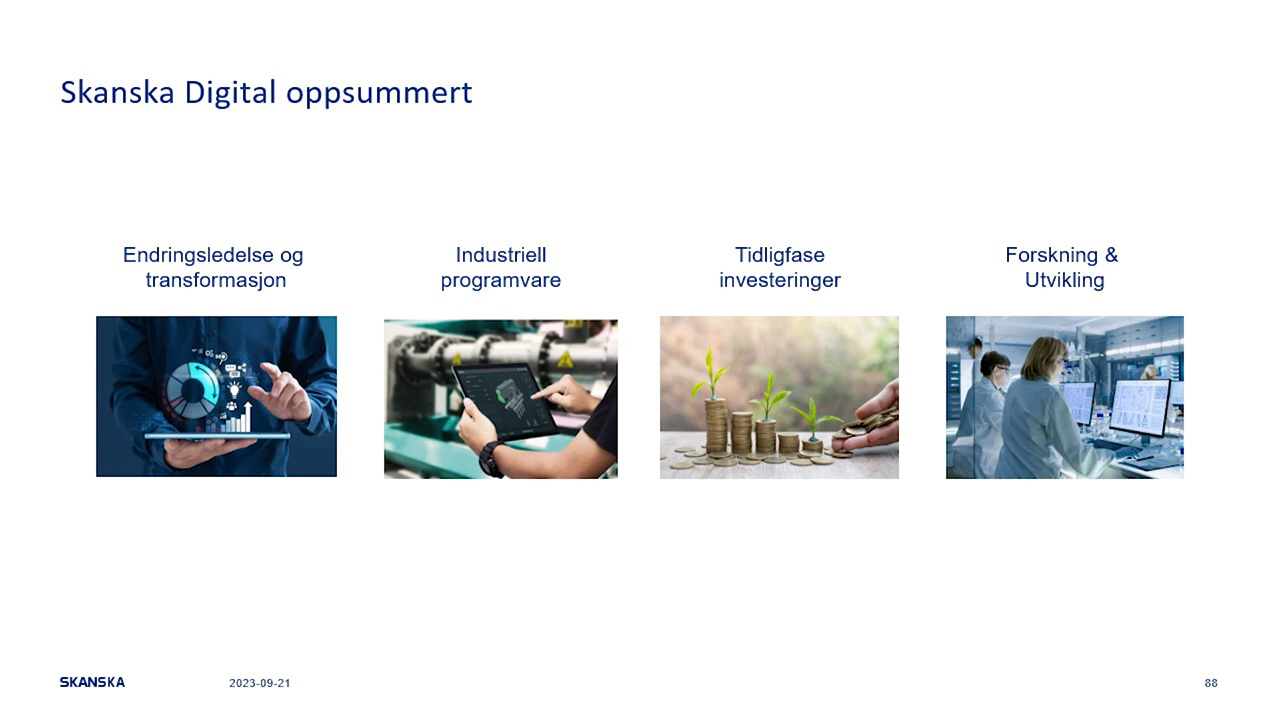 Skanska Digital oppsummert
Endringsledelse og
transformasjon
Industriell
programvare
Tidligfase
investeringer
Forskning &
Utvikling
SKANSKA
2023-09-21
88